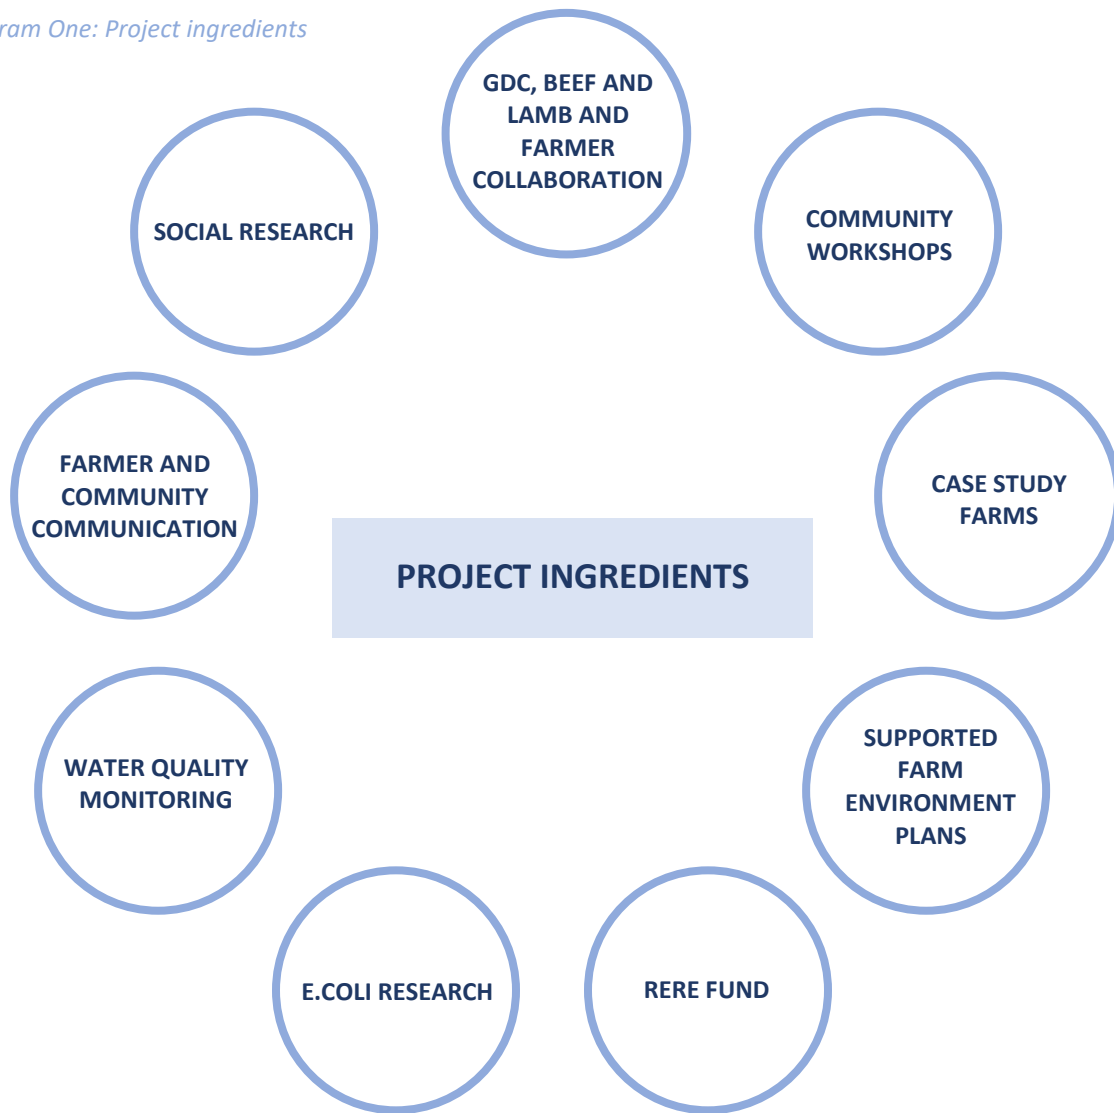 ram One: Project ingredients
GDC, BEEF AND
LAMB AND
FARMER
COLLABORATION
COMMUNITY
WORKSHOPS
CASE STUDY
FARMS
SUPPORTED
FARM
ENVIRONMENT
PLANS
RERE FUND
E.COLI RESEARCH
WATER QUALITY
MONITORING
FARMER AND
COMMUNITY
COMMUNICATION
SOCIAL RESEARCH
PROJECT INGREDIENTS